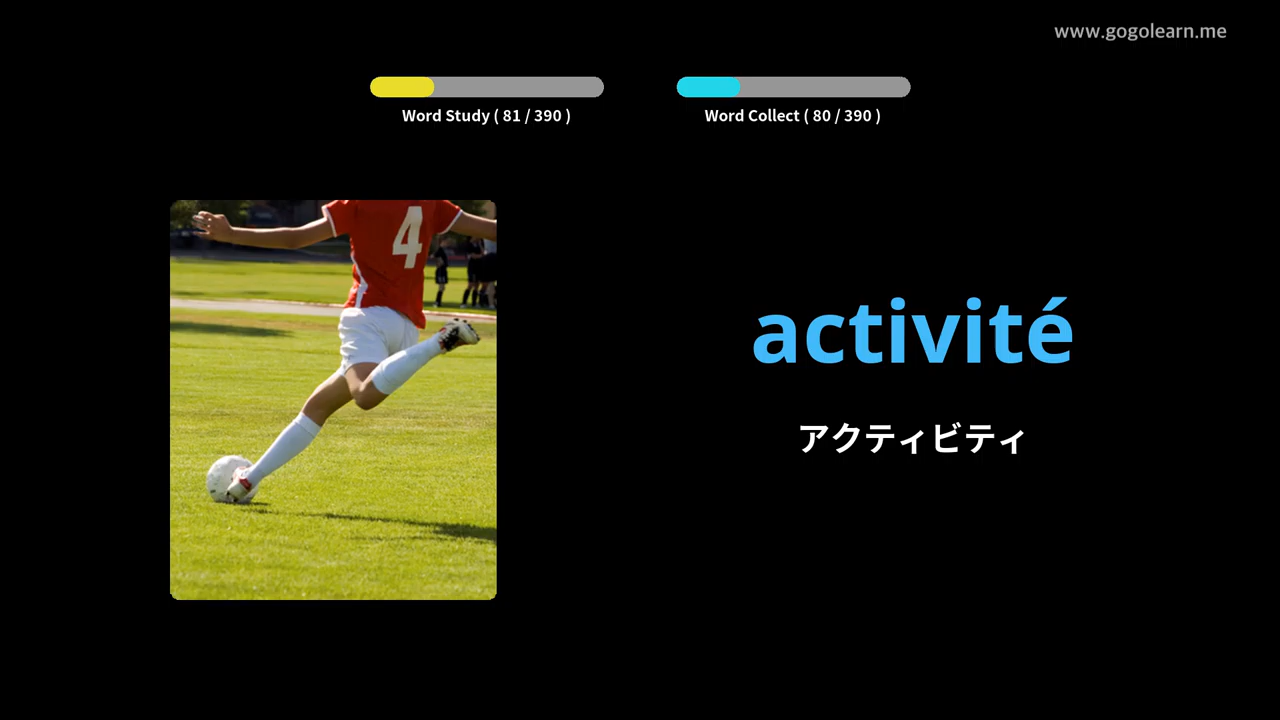 www.gogolearn.me
Word Study ( 81 / 390 )
Word Collect ( 80 / 390 )
4
activité
アクティビティ